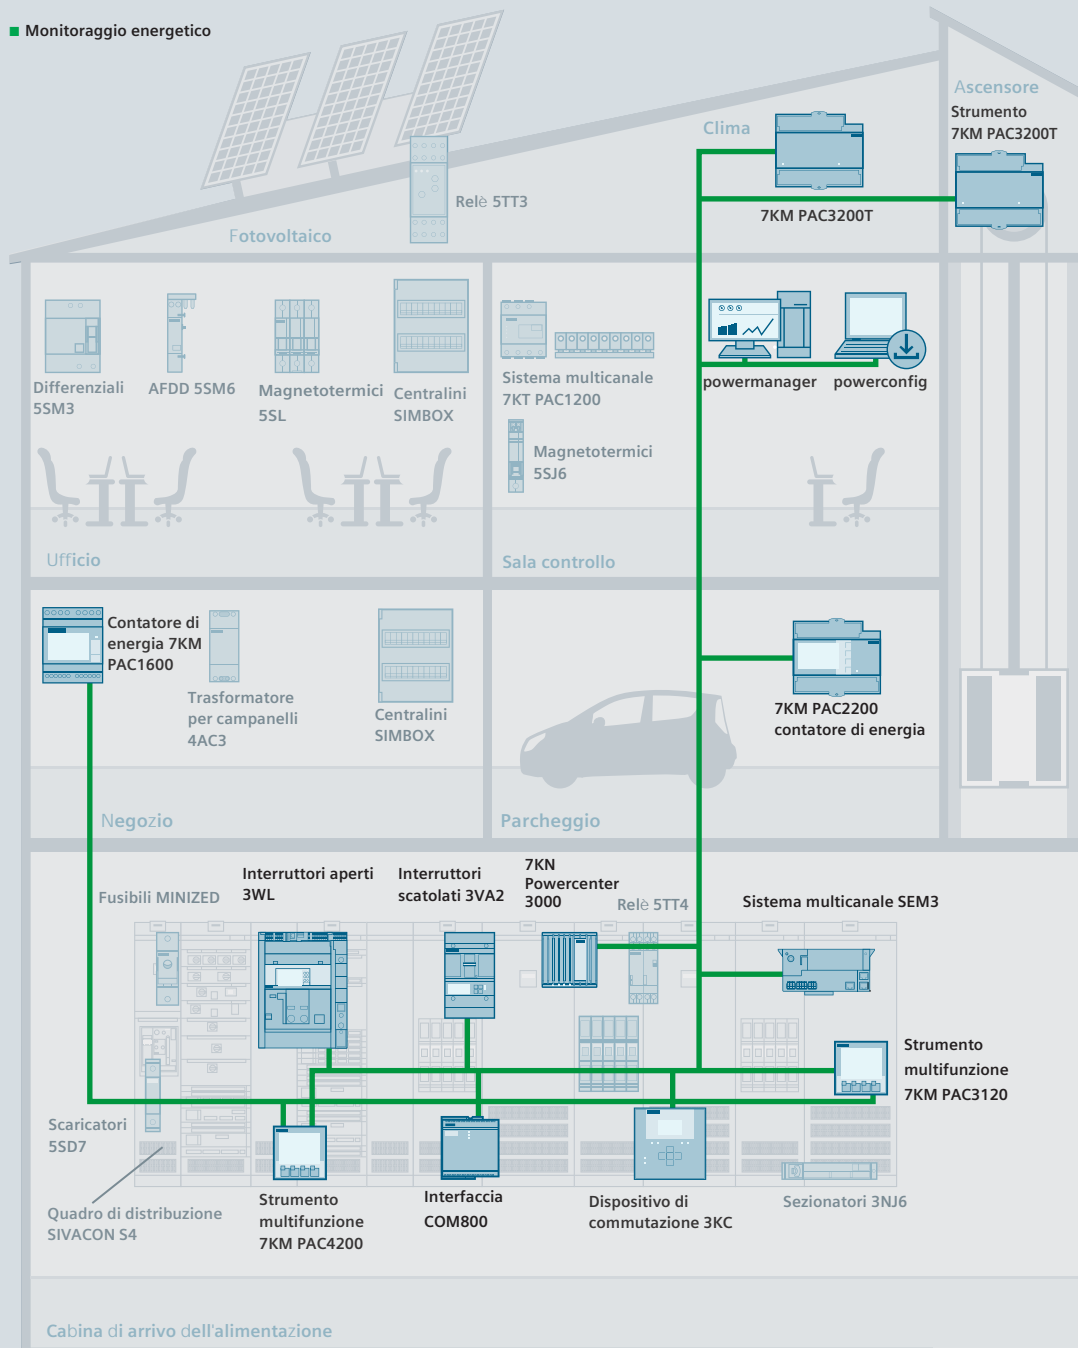 Monitoraggio energetico
Ascensore
Strumento
7KM PAC3200T
Clima
Relè 5TT3
7KM PAC3200T
Fotovoltaico
Differenziali
5SM3
AFDD 5SM6
Magnetotermici
5SL
Centralini
SIMBOX
Sistema multicanale
7KT PAC1200
powermanager
powerconfig
Magnetotermici
5SJ6
Ufficio
Sala controllo
Contatore di
energia 7KM
PAC1600
Trasformatore
per campanelli
4AC3
Centralini
SIMBOX
7KM PAC2200
contatore di energia
Negozio
Parcheggio
Fusibili MINIZED
Interruttori aperti
3WL
Interruttori
scatolati 3VA2
7KN
Powercenter
3000
Relè 5TT4
Sistema multicanale SEM3
Strumento
multifunzione
7KM PAC3120
Scaricatori
5SD7
Quadro di distribuzione
SIVACON S4
Strumento
multifunzione
7KM PAC4200
Interfaccia
COM800
Dispositivo di
commutazione 3KC
Sezionatori 3NJ6
Cabina di arrivo dell'alimentazione